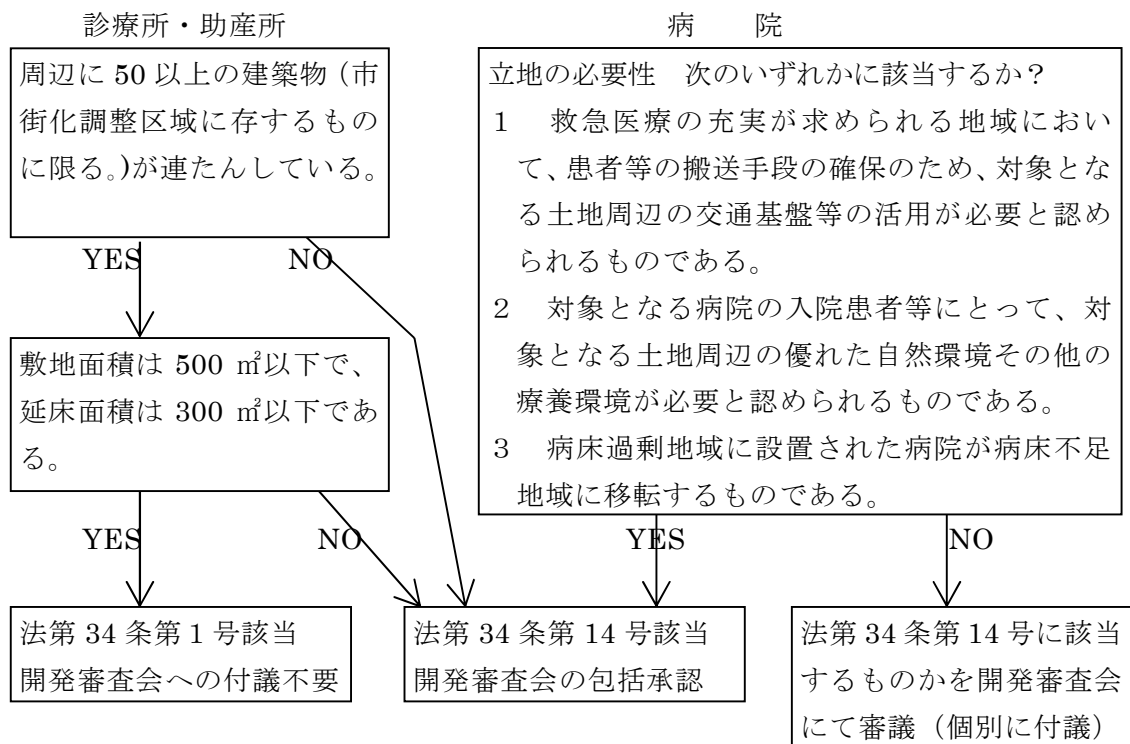 診療所・助産所
周辺に 50 以上の建築物（市
街化調整区域に存するもの
に限る。)が連たんしている。
YES NO
敷地面積は 500 ㎡以下で、
延床面積は 300 ㎡以下であ
る。
YES NO
病　　院
立地の必要性　次のいずれかに該当するか？
１　救急医療の充実が求められる地域におい
て、患者等の搬送手段の確保のため、対象とな
る土地周辺の交通基盤等の活用が必要と認め
られるものである。
２　対象となる病院の入院患者等にとって、対
象となる土地周辺の優れた自然環境その他の
療養環境が必要と認められるものである。
３　病床過剰地域に設置された病院が病床不足
地域に移転するものである。
YES NO
法第 34 条第 1 号該当
開発審査会への付議不要
法第 34 条第 14 号該当
開発審査会の包括承認
法第 34 条第 14 号に該当
するものかを開発審査会
にて審議（個別に付議）